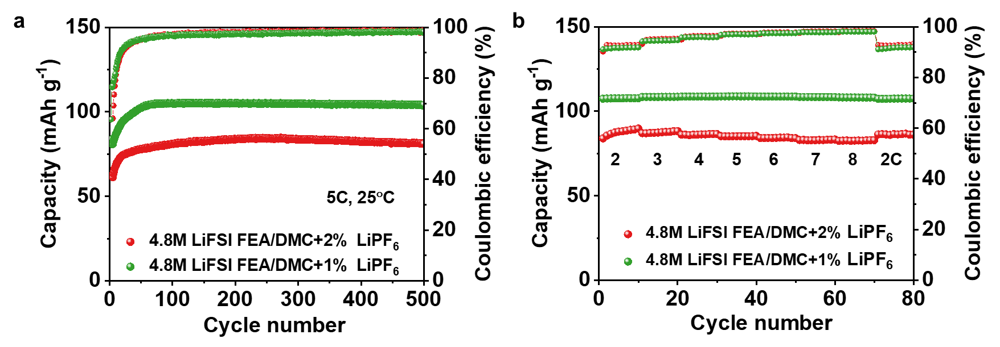 a
150
100
50
0
Capacity (mAh g-1)
100
80
60
40
20
0
Coulombic efficiency (%)
5C, 25°C
4.8M LiFSI FEA/DMC+2% LiPF6
4.8M LiFSI FEA/DMC+1% LiPF6
0 100 200 300 400 500
Cycle number
b
150
100
50
0
Capacity (mAh g-1)
100
80
60
40
20
0
Coulombic efficiency (%)
2 3 4 5 6 7 8 2C
4.8M LiFSI FEA/DMC+2% LiPF6
4.8M LiFSI FEA/DMC+1% LiPF6
0 20 40 60 80
Cycle number